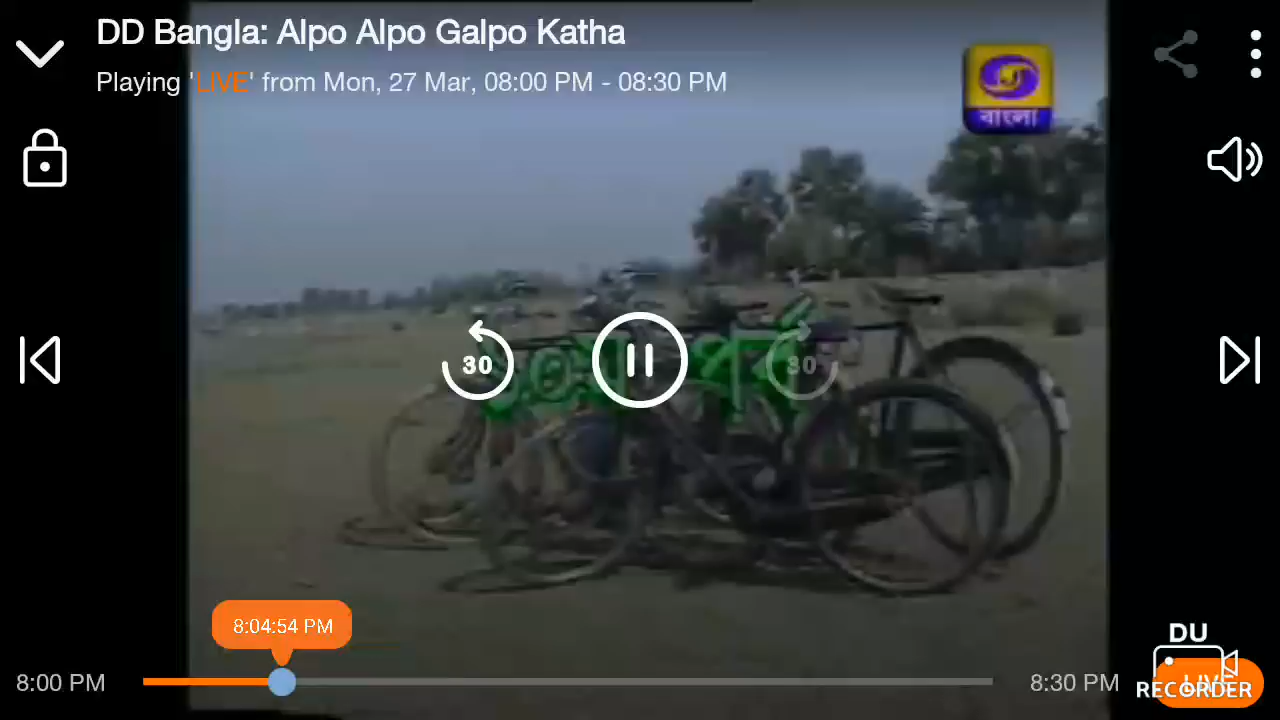 DD Bangla: Alpo Alpo Galpo Katha
Playing 'LIVE' from Mon, 27 Mar, 08:00 PM - 08:30 PM
বাংলা
30
30
8:04:54 PM
8:00 PM
8:30 PM
LIVE
DU
RECORDER